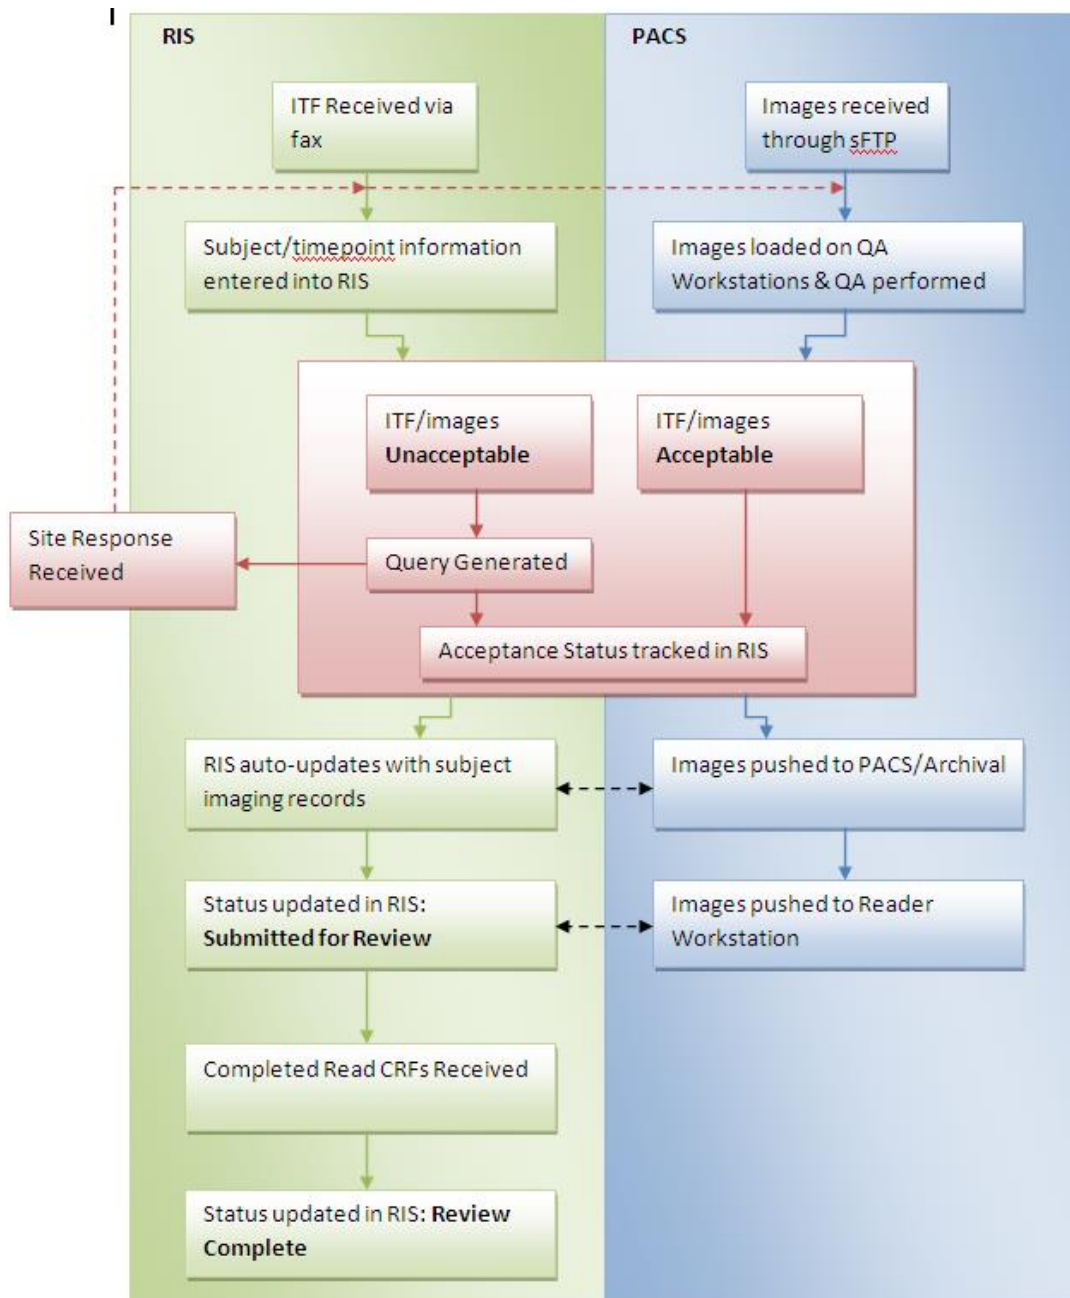 RIS
PACS
ITF Received via
fax
Images received
through sFTP
Subject/timepoint information
entered into RIS
Images loaded on QA
Workstations & QA performed
ITF/images
Unacceptable
ITF/images
Acceptable
Site Response
Received
Query Generated
Acceptance Status tracked in RIS
RIS auto-updates with subject
imaging records
Images pushed to PACS/Archival
Status updated in RIS:
Submitted for Review
Images pushed to Reader
Workstation
Completed Read CRFs Received
Status updated in RIS: Review
Complete